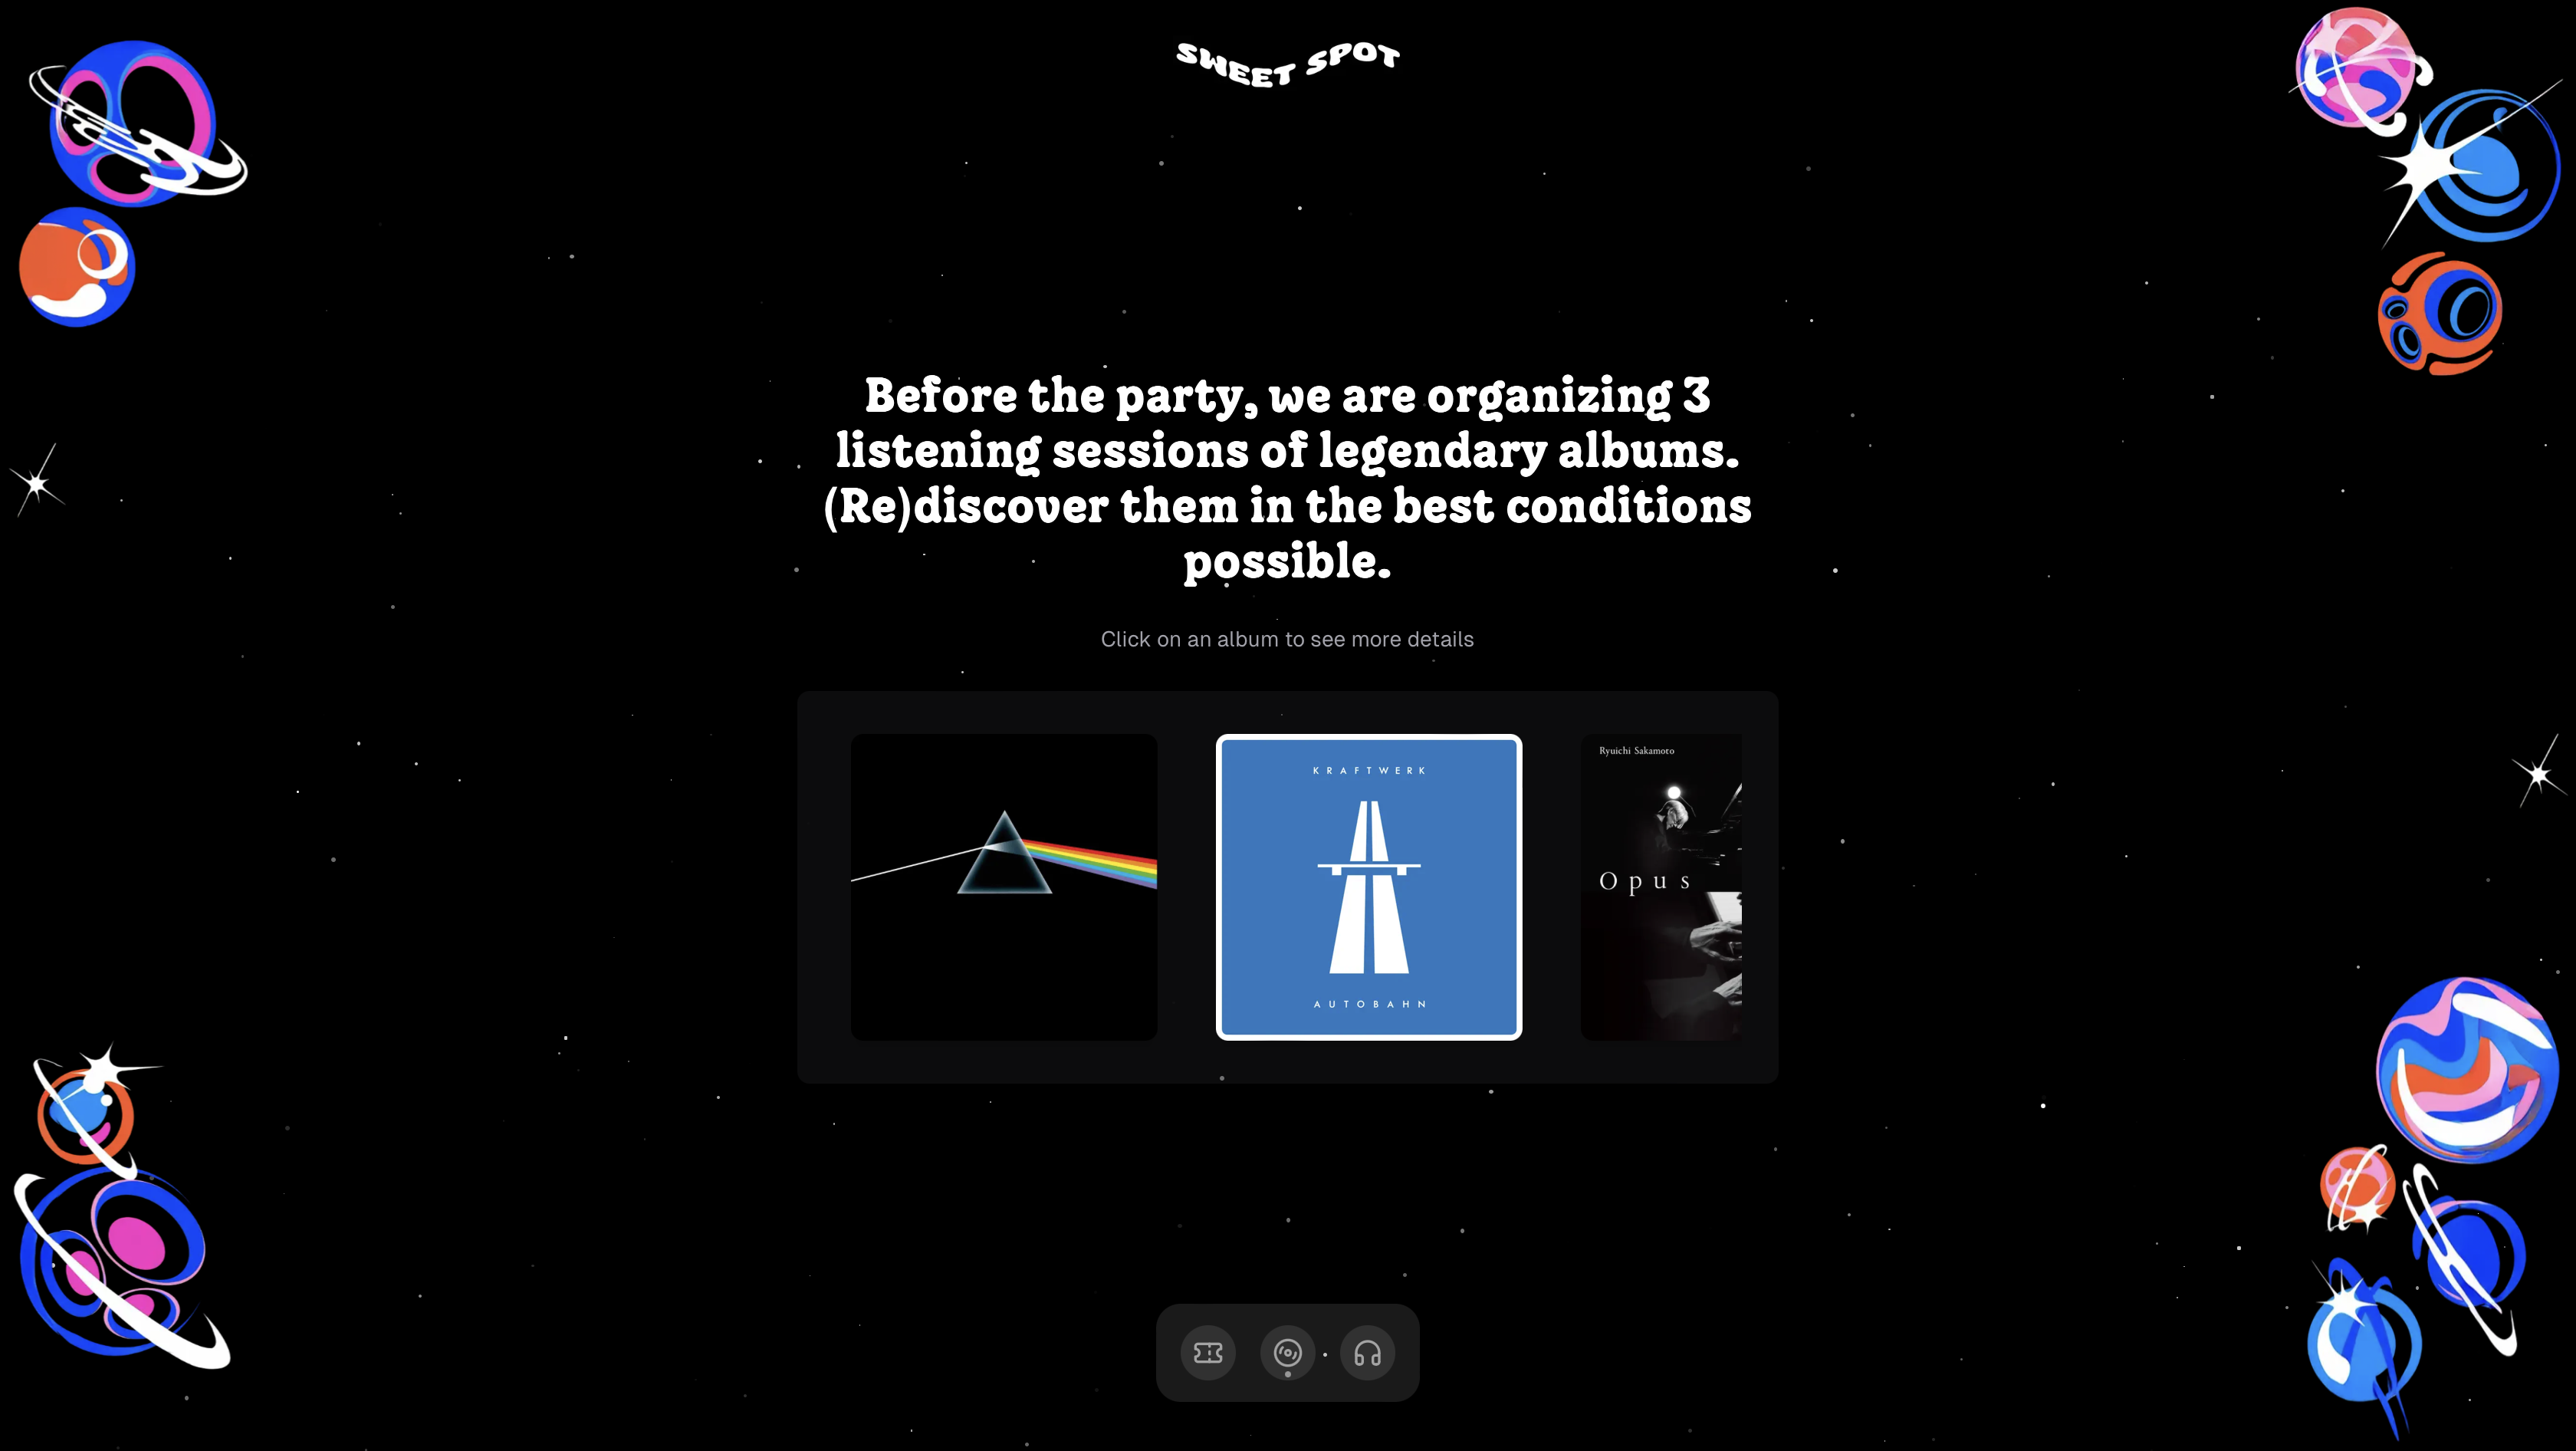 SWEET SPOT
Before the party, we are organizing 3
listening sessions of legendary albums.
(Re)discover them in the best conditions
possible.
Click on an album to see more details
KRAFTWERK
AUTOBAHN
Ryuichi Sakamoto
Opus